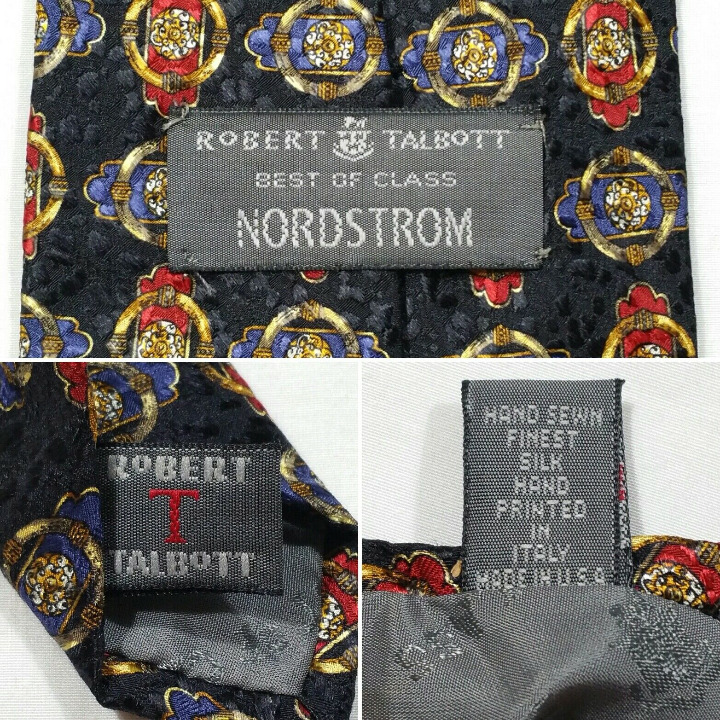 ROBERT TALBOTT
BEST OF CLASS
NORDSTROM
ROBERT
T
TALBOTT
HAND SEWN
FINEST
SILK
HAND
PRINTED
IN
ITALY
MADE IN U.S.A